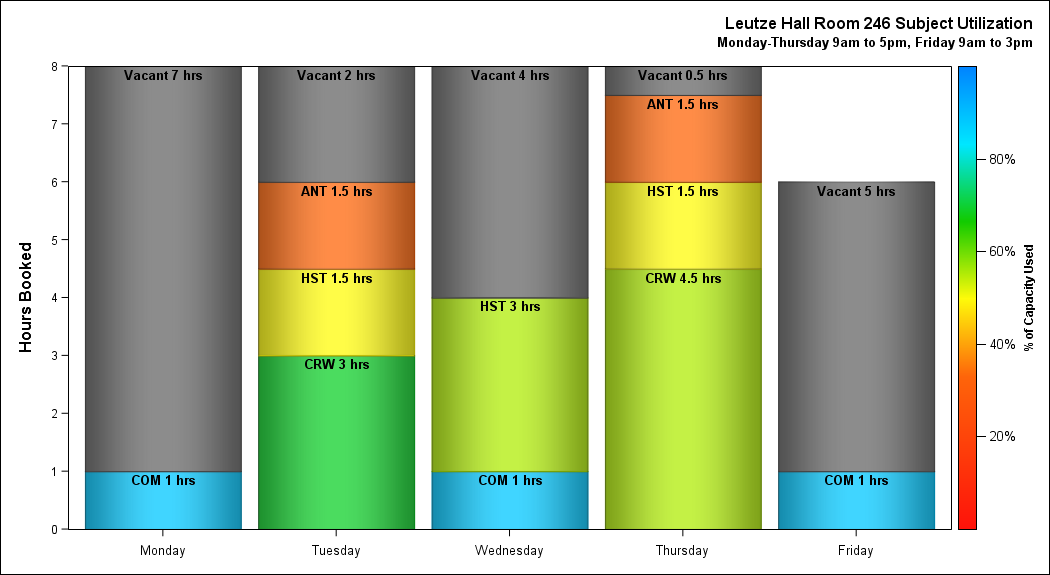 Leutze Hall Room 246 Subject Utilization
Monday-Thursday 9am to 5pm, Friday 9am to 3pm
Hours Booked
8
7
6
5
4
3
2
1
0
Vacant 7 hrs
COM 1 hrs
Vacant 2 hrs
ANT 1.5 hrs
HST 1.5 hrs
CRW 3 hrs
Vacant 4 hrs
HST 3 hrs
COM 1 hrs
Vacant 0.5 hrs
ANT 1.5 hrs
HST 1.5 hrs
CRW 4.5 hrs
Vacant 5 hrs
COM 1 hrs
Monday
Tuesday
Wednesday
Thursday
Friday
80%
60%
40%
20%
% of Capacity Used